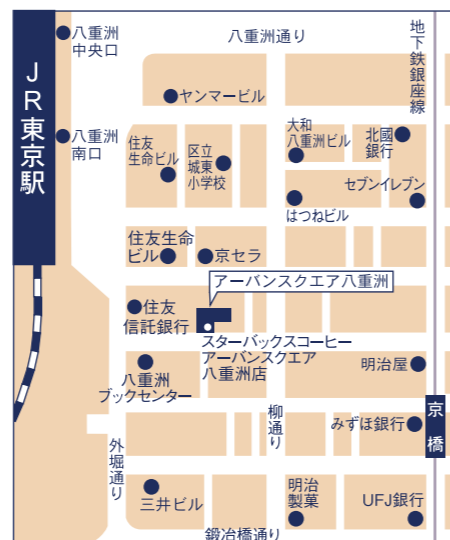 八重洲
中央口
八重洲通り
地下鉄銀座線
JR東京駅
ヤンマービル
八重洲
南口
住友
生命ビル
区立
城東
小学校
大和
八重洲ビル
北國
銀行
セブンイレブン
はつねビル
住友生命
ビル
京セラ
アーバンスクエア八重洲
住友
信託銀行
スターバックスコーヒー
アーバンスクエア
八重洲店
八重洲
ブックセンター
明治屋
京橋
柳通り
みずほ銀行
外堀通り
三井ビル
明治
製菓
UFJ銀行
鍛冶橋通り